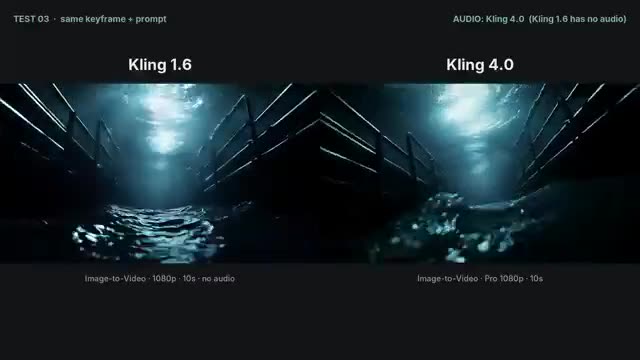 TEST 03 · same keyframe + prompt
AUDIO: Kling 4.0 (Kling 1.6 has no audio)
Kling 1.6
Kling 4.0
Image-to-Video · 1080p · 10s · no audio
Image-to-Video · Pro 1080p · 10s